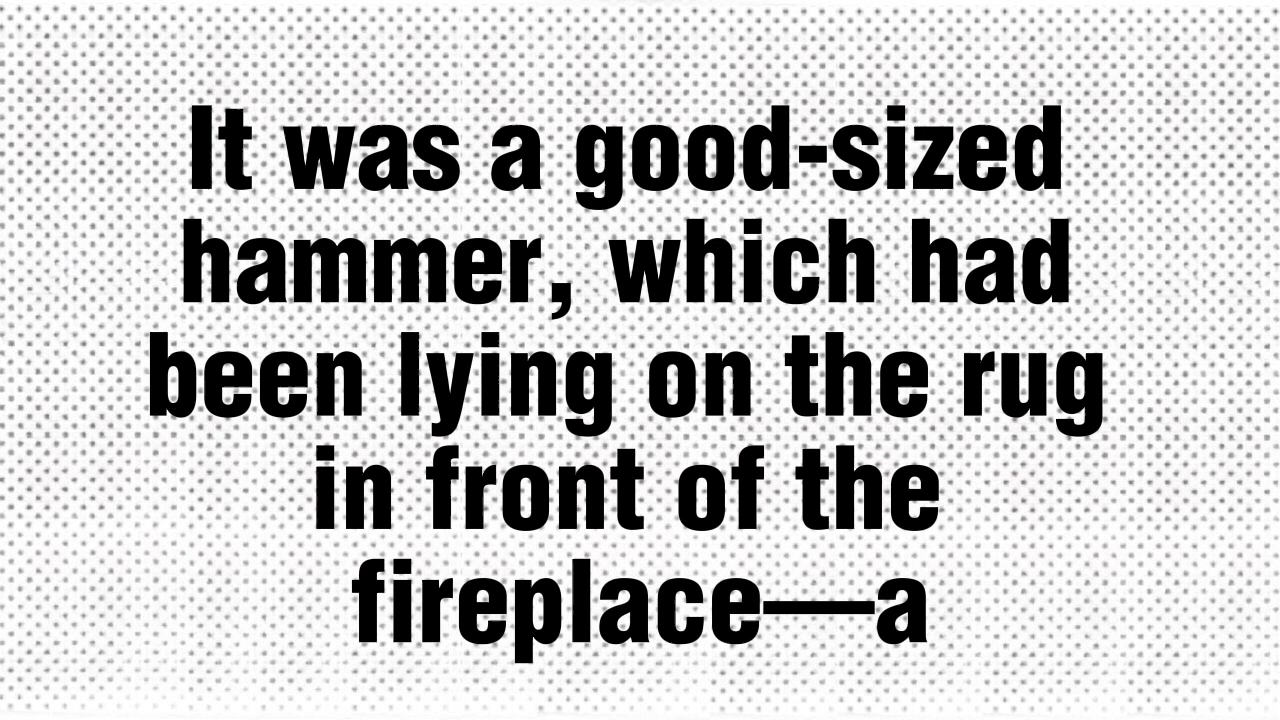 It was a good-sized
hammer, which had
been lying on the rug
in front of the
fireplace—a